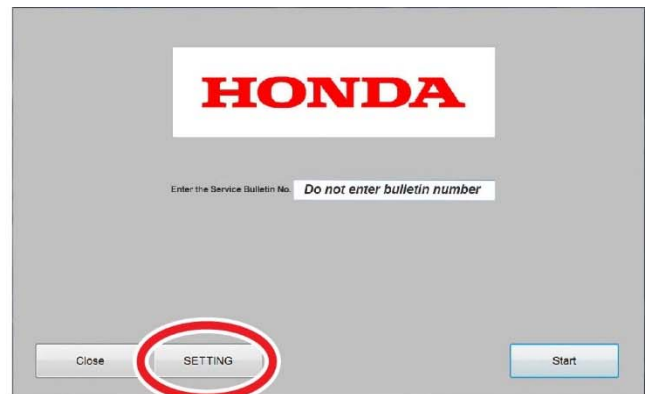 HONDA
Enter the Service Bulletin No. Do not enter bulletin number
Close SETTING Start